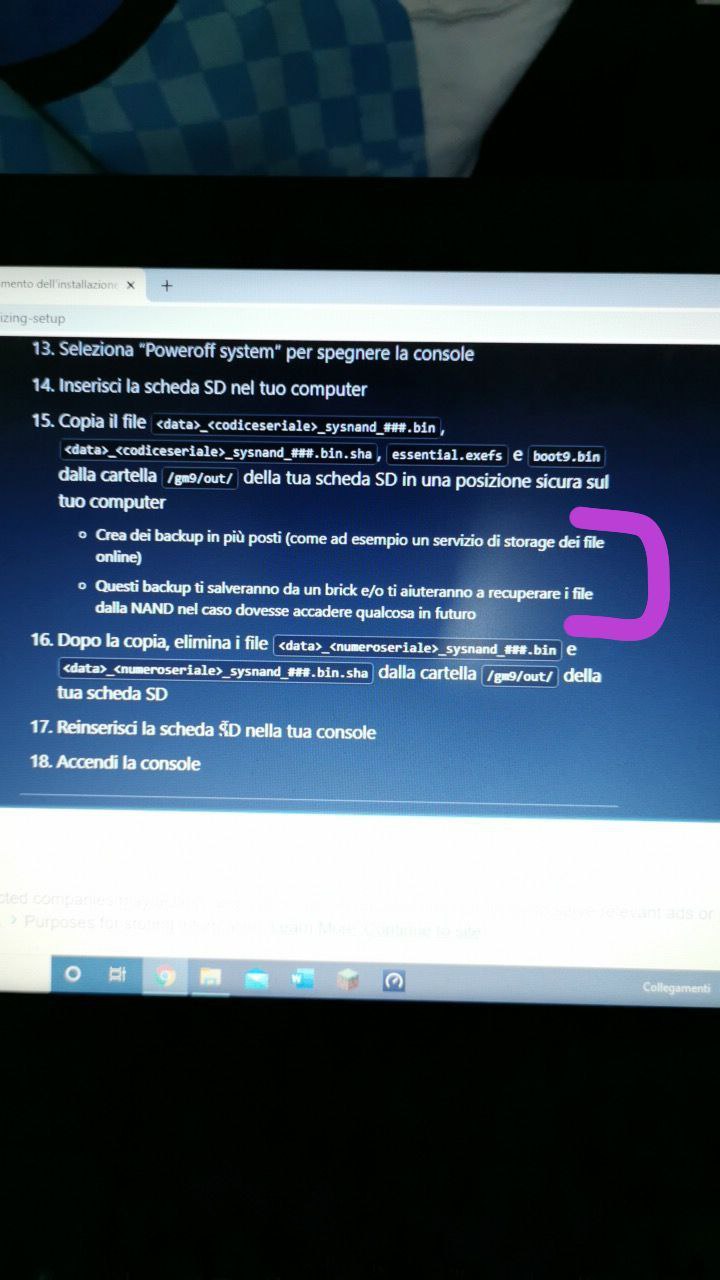 mento dell'installazione
izing-setup
13. Seleziona "Poweroff system" per spegnere la console
14. Inserisci la scheda SD nel tuo computer
15. Copia il file <data>_<codiceseriale>_sysnand_###.bin,
<data>_<codiceseriale>_sysnand_###.bin.sha, essential.exefs e boot9.bin
dalla cartella /gm9/out/ della tua scheda SD in una posizione sicura sul
tuo computer
Crea dei backup in più posti (come ad esempio un servizio di storage dei file
online)
Questi backup ti salveranno da un brick e/o ti aiuteranno a recuperare i file
dalla NAND nel caso dovesse accadere qualcosa in futuro
16. Dopo la copia, elimina i file <data>_<numeroseriale>_sysnand_###.bin e
<data>_<numeroseriale>_sysnand_###.bin.sha dalla cartella /gm9/out/ della
tua scheda SD
17. Reinserisci la scheda SD nella tua console
18. Accendi la console
cted companies relevant ads or
> Purposes for storing Learn More Continue to site
Collegamenti